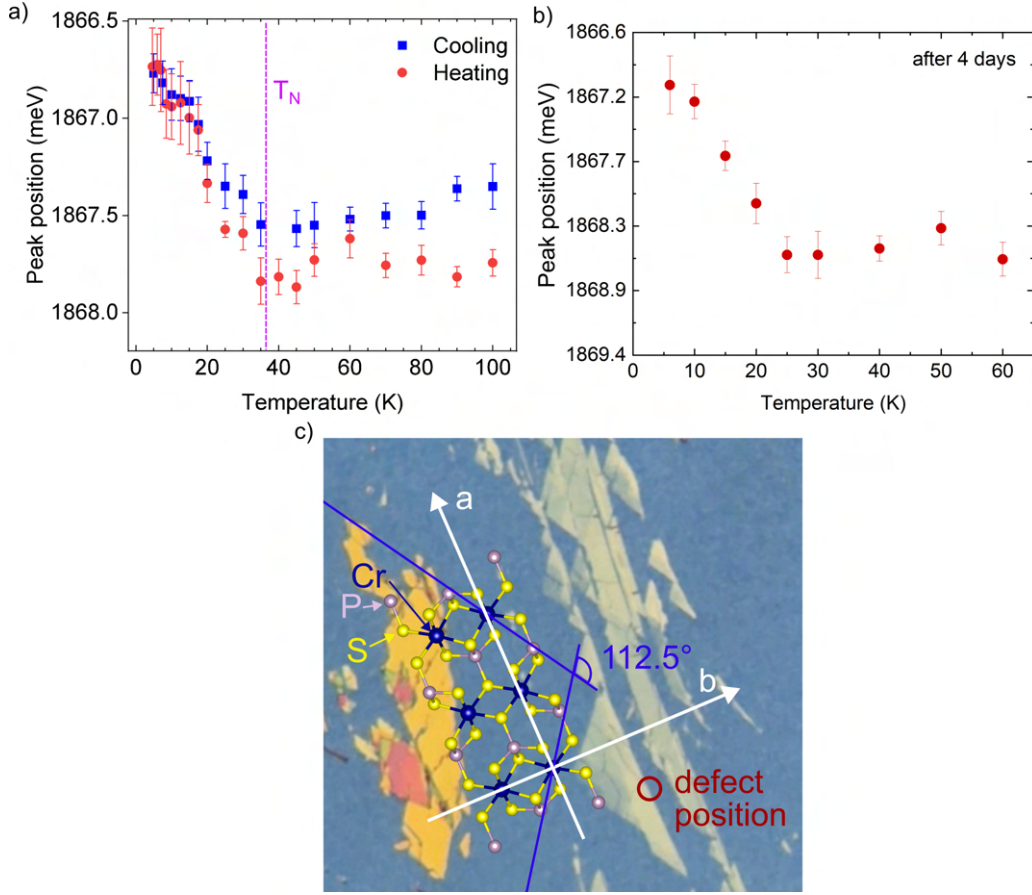 a)
1866.5
1867.0
1867.5
1868.0
Peak position (meV)
Cooling
Heating
T_N
0 20 40 60 80 100
Temperature (K)
b)
1866.6
1867.2
1867.7
1868.3
1868.9
1869.4
Peak position (meV)
after 4 days
0 10 20 30 40 50 60
Temperature (K)
c)
a
Cr
P
S
112.5°
b
defect
position